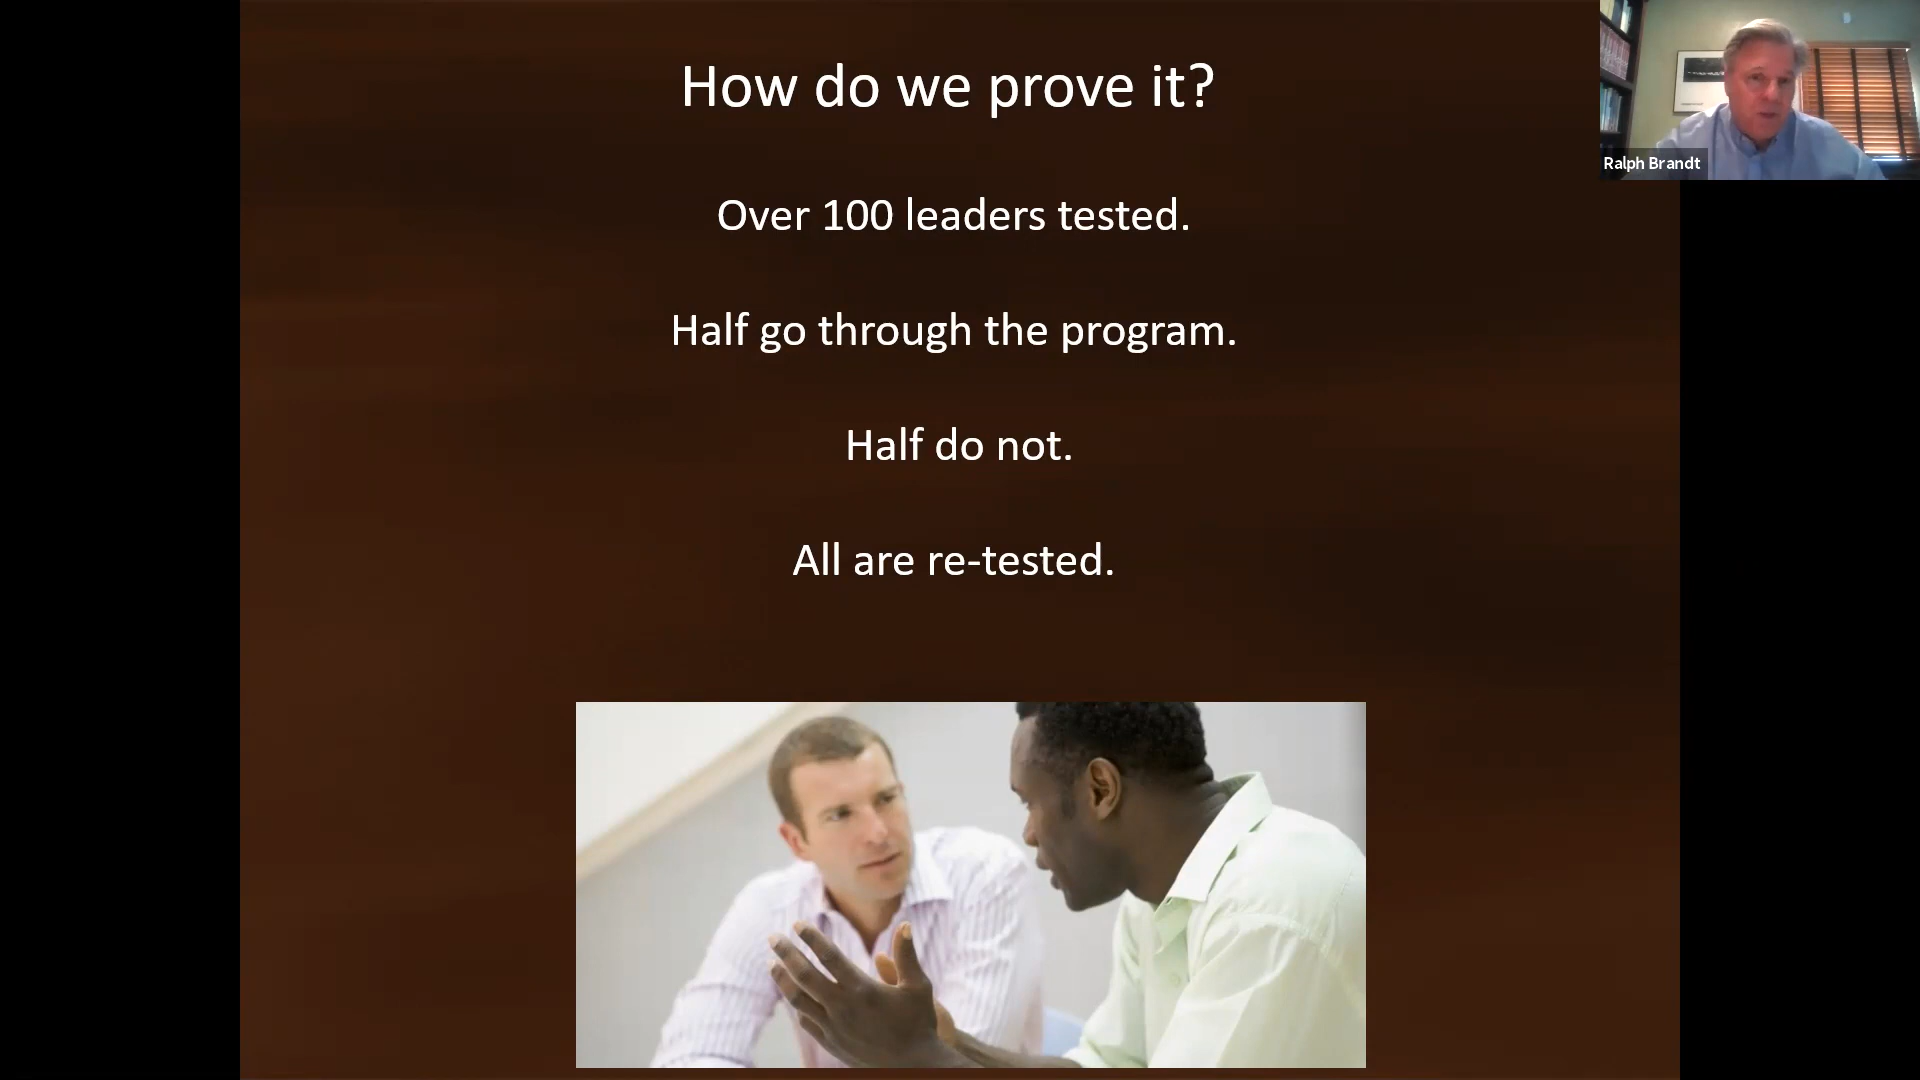 How do we prove it?
Over 100 leaders tested.
Half go through the program.
Half do not.
All are re-tested.
Ralph Brandt